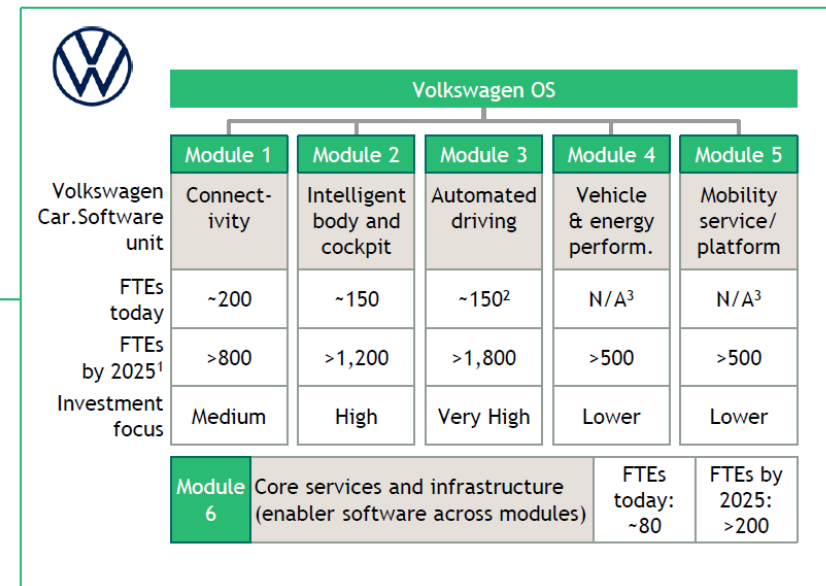 Volkswagen OS
Module 1 Module 2 Module 3 Module 4 Module 5
Volkswagen
Car.Software
unit
Connect-
ivity
Intelligent
body and
cockpit
Automated
driving
Vehicle
& energy
perform.
Mobility
service/
platform
FTEs
today
~200 ~150 ~150² N/A³ N/A³
FTEs
by 2025¹
>800 >1,200 >1,800 >500 >500
Investment
focus
Medium High Very High Lower Lower
Module
6
Core services and infrastructure
(enabler software across modules)
FTEs
today:
~80
FTEs by
2025:
>200